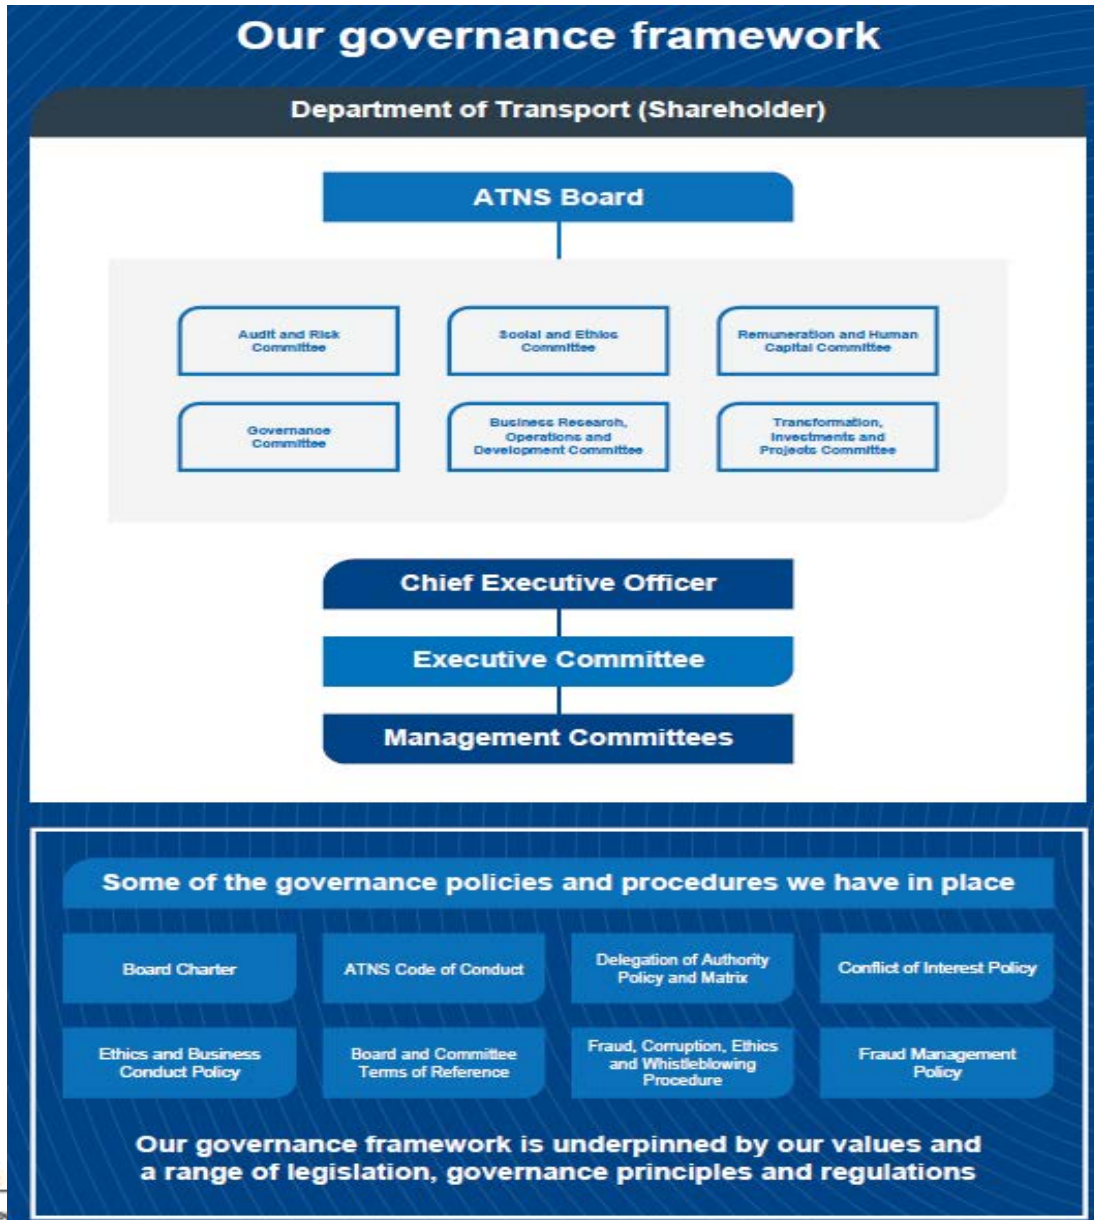 Our governance framework
Department of Transport (Shareholder)
ATNS Board
Audit and Risk
Committee
Social and Ethics
Committee
Remuneration and Human
Capital Committee
Governance
Committee
Business Research,
Operations and
Development Committee
Transformation,
Investments and
Projects Committee
Chief Executive Officer
Executive Committee
Management Committees
Some of the governance policies and procedures we have in place
Board Charter
ATNS Code of Conduct
Delegation of Authority
Policy and Matrix
Conflict of Interest Policy
Ethics and Business
Conduct Policy
Board and Committee
Terms of Reference
Fraud, Corruption, Ethics
and Whistleblowing
Procedure
Fraud Management
Policy
Our governance framework is underpinned by our values and
a range of legislation, governance principles and regulations